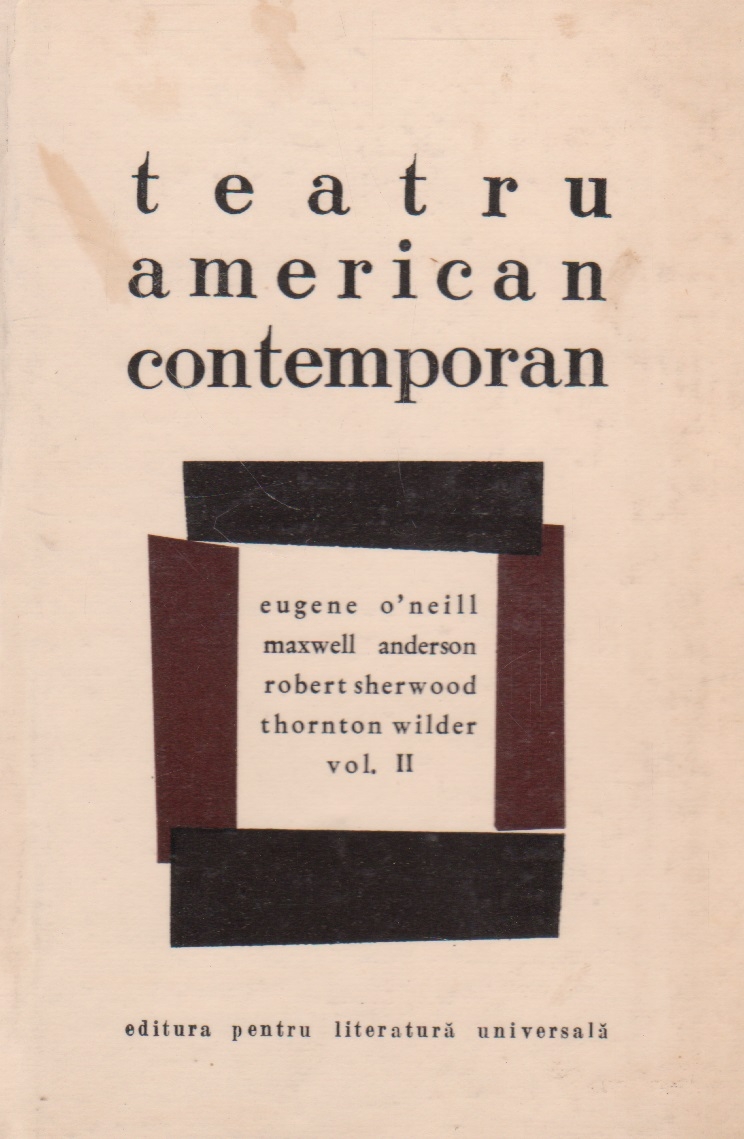 teatru
american
contemporan
eugene o'neill
maxwell anderson
robert sherwood
thornton wilder
vol. II
editura pentru literatură universală